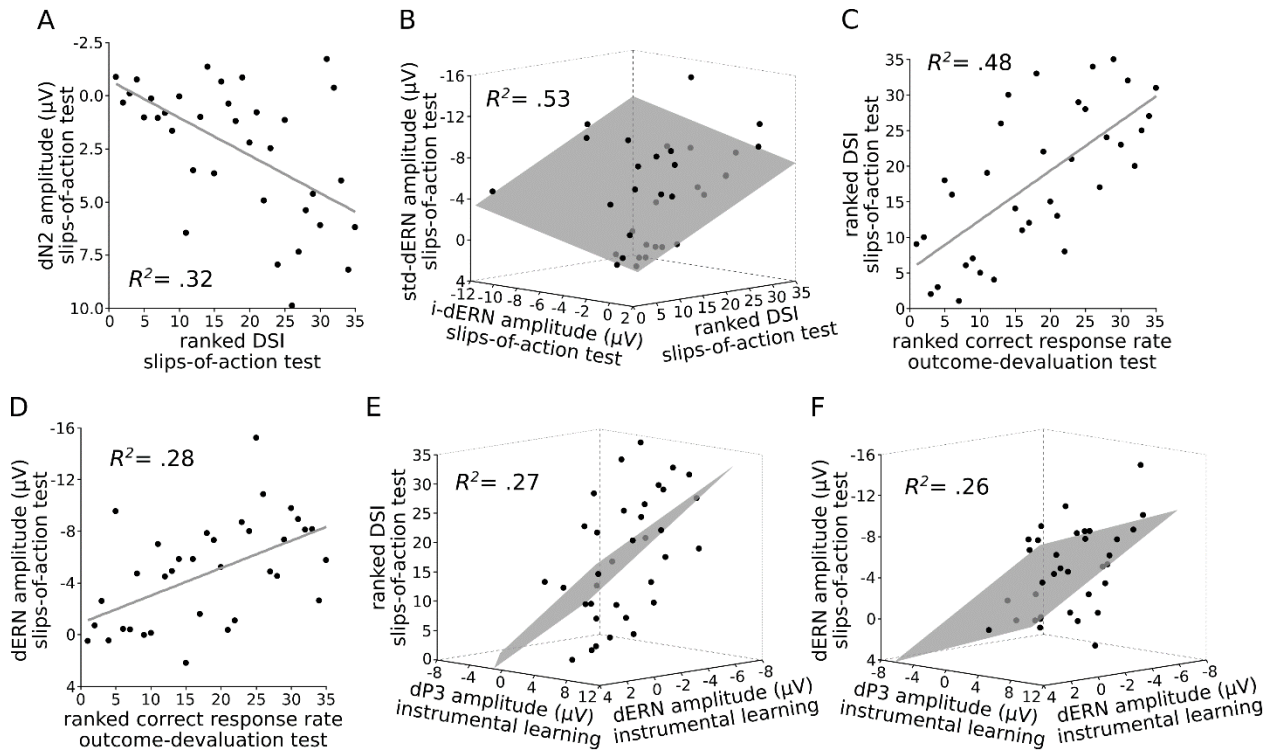 A
-2.5
0.0
2.5
5.0
7.5
10.0
dN2 amplitude (μV)
slips-of-action test
R²= .32
0 5 10 15 20 25 30 35
ranked DSI
slips-of-action test
B
-16
-12
-8
-4
0
4
std-dERN amplitude (μV)
slips-of-action test
R²= .53
-12 -10 -8 -6 -4 -2 0 2
i-dERN amplitude (μV)
slips-of-action test
0 5 10 15 20 25 30 35
ranked DSI
slips-of-action test
C
35
30
25
20
15
10
5
0
ranked DSI
slips-of-action test
R²= .48
0 5 10 15 20 25 30 35
ranked correct response rate
outcome-devaluation test
D
-16
-12
-8
-4
0
4
dERN amplitude (μV)
slips-of-action test
R²= .28
0 5 10 15 20 25 30 35
ranked correct response rate
outcome-devaluation test
E
35
30
25
20
15
10
5
0
ranked DSI
slips-of-action test
R²= .27
-8 -4 0 4 8 12
dP3 amplitude (μV)
instrumental learning
4 2 0 -2 -4 -6 -8
dERN amplitude (μV)
instrumental learning
F
-16
-12
-8
-4
0
4
dERN amplitude (μV)
slips-of-action test
R²= .26
-8 -4 0 4 8 12
dP3 amplitude (μV)
instrumental learning
4 2 0 -2 -4 -6 -8
dERN amplitude (μV)
instrumental learning